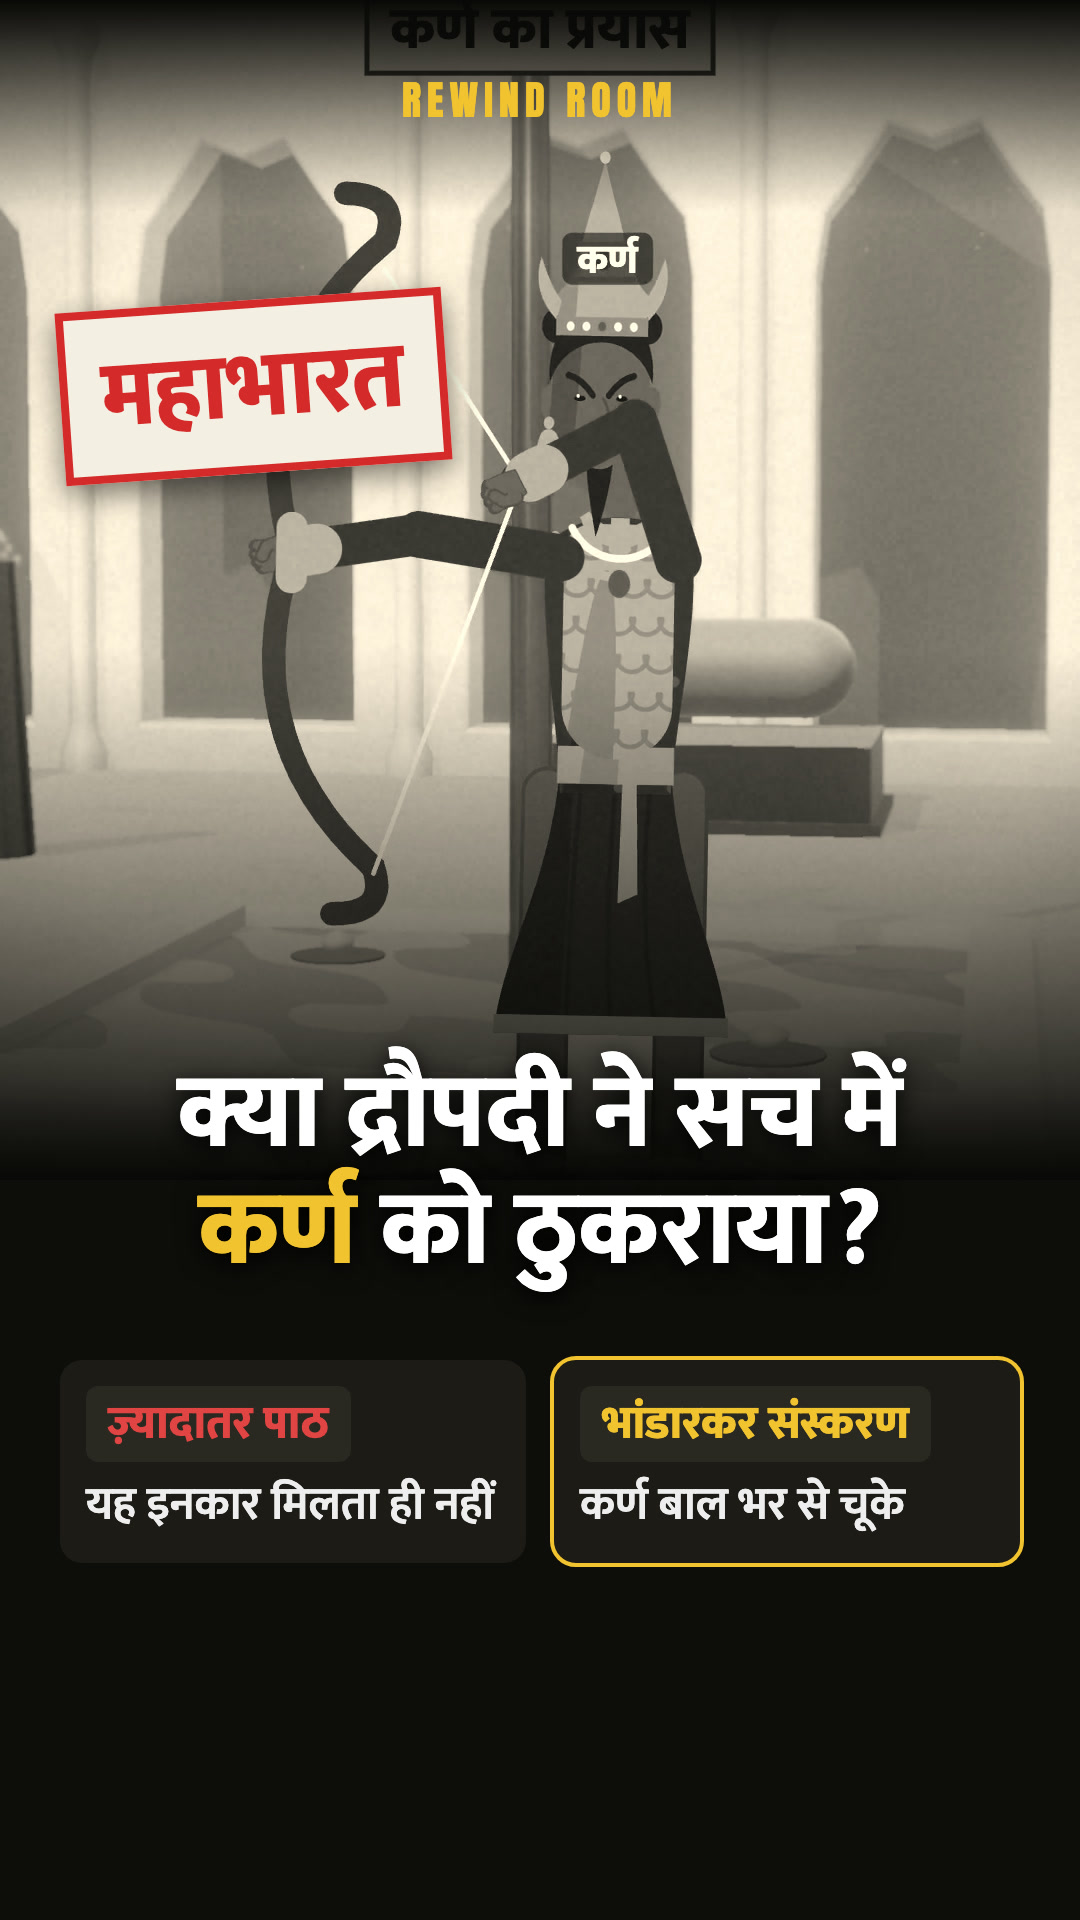 कर्ण का प्रयास
REWIND ROOM
कर्ण
महाभारत
क्या द्रौपदी ने सच में
कर्ण को ठुकराया?
ज़्यादातर पाठ
यह इनकार मिलता ही नहीं
भांडारकर संस्करण
कर्ण बाल भर से चूके